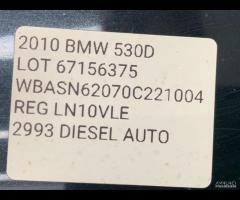 2010 BMW 530D
LOT 67156375
WBASN62070C221004
REG LN10VLE
2993 DIESEL AUTO